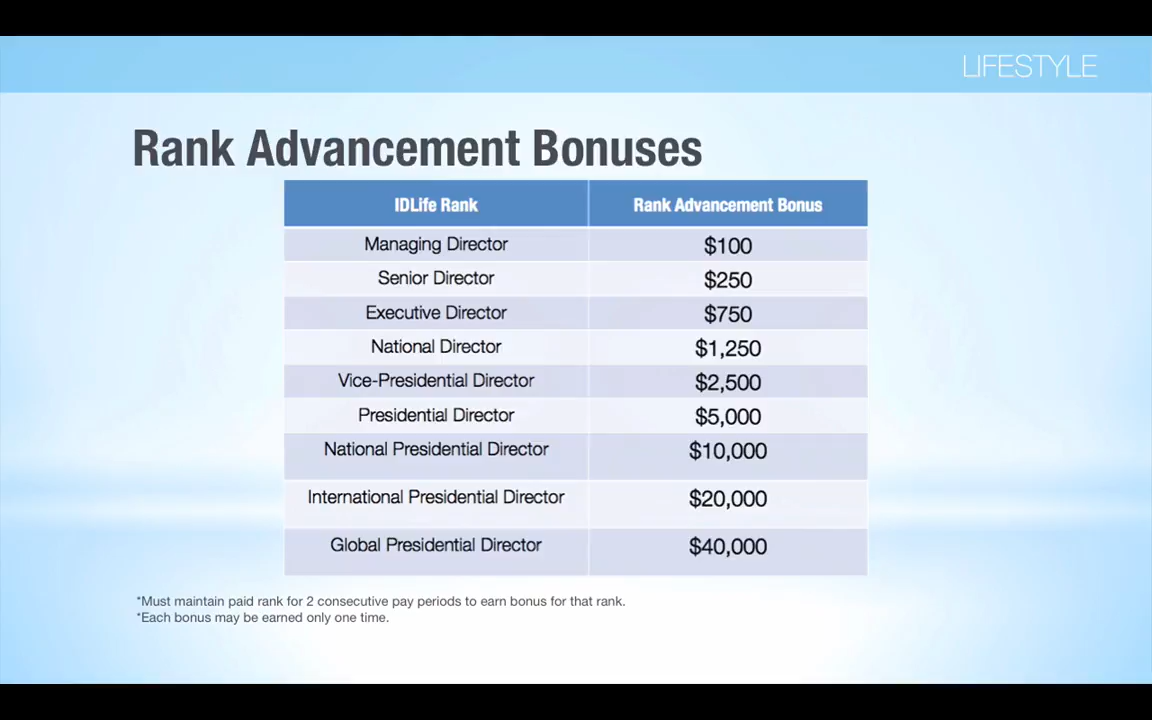 LIFESTYLE
Rank Advancement Bonuses
IDLife Rank Rank Advancement Bonus
Managing Director $100
Senior Director $250
Executive Director $750
National Director $1,250
Vice-Presidential Director $2,500
Presidential Director $5,000
National Presidential Director $10,000
International Presidential Director $20,000
Global Presidential Director $40,000
*Must maintain paid rank for 2 consecutive pay periods to earn bonus for that rank.
*Each bonus may be earned only one time.